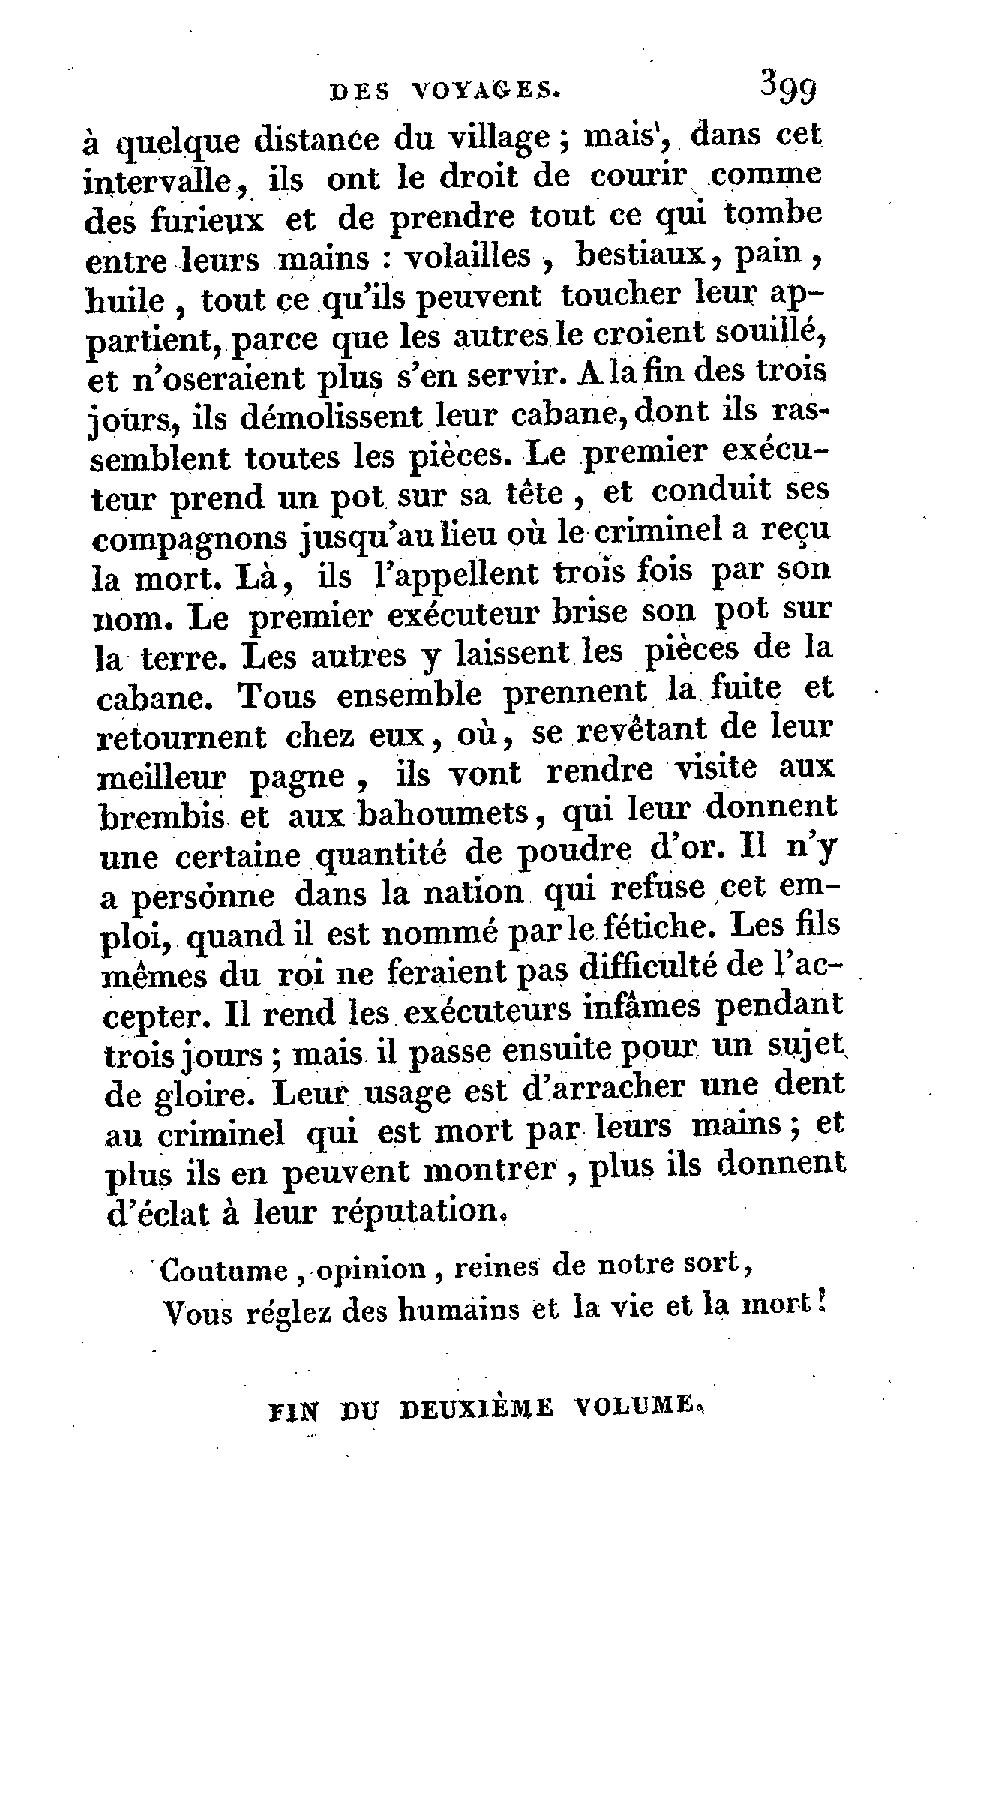 DES VOYAGES. 399
à quelque distance du village ; mais, dans cet
intervalle, ils ont le droit de courir comme
des furieux et de prendre tout ce qui tombe
entre leurs mains : volailles , bestiaux, pain ,
huile , tout ce qu'ils peuvent toucher leur ap-
partient, parce que les autres le croient souillé,
et n'oseraient plus s'en servir. A la fin des trois
jours, ils démolissent leur cabane, dont ils ras-
semblent toutes les pièces. Le premier exécu-
teur prend un pot sur sa tête , et conduit ses
compagnons jusqu'au lieu où le criminel a reçu
la mort. Là, ils l'appellent trois fois par son
nom. Le premier exécuteur brise son pot sur
la terre. Les autres y laissent les pièces de la
cabane. Tous ensemble prennent la fuite et
retournent chez eux, où, se revêtant de leur
meilleur pagne , ils vont rendre visite aux
brembis et aux bahoumets, qui leur donnent
une certaine quantité de poudre d'or. Il n'y
a personne dans la nation qui refuse cet em-
ploi, quand il est nommé par le fétiche. Les fils
mêmes du roi ne feraient pas difficulté de l'ac-
cepter. Il rend les exécuteurs infâmes pendant
trois jours ; mais il passe ensuite pour un sujet
de gloire. Leur usage est d'arracher une dent
au criminel qui est mort par leurs mains ; et
plus ils en peuvent montrer , plus ils donnent
d'éclat à leur réputation.
Coutume , opinion , reines de notre sort,
Vous réglez des humains et la vie et la mort!
FIN DU DEUXIÈME VOLUME.